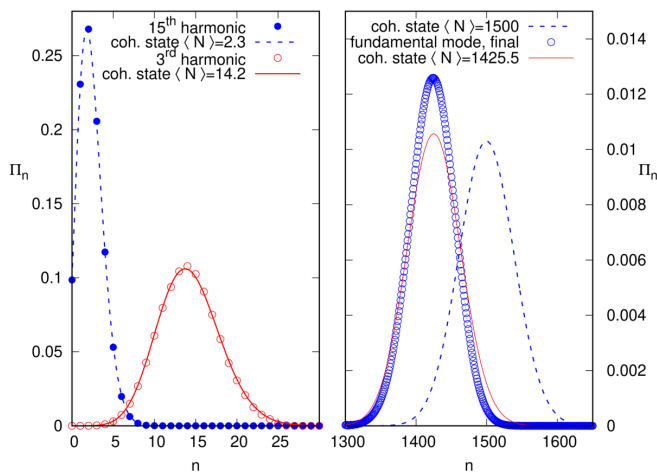 15th harmonic
coh. state ⟨ N ⟩=2.3
3rd harmonic
coh. state ⟨ N ⟩=14.2
0.25
0.2
Πn
0.15
0.1
0.05
0
0 5 10 15 20 25
n
coh. state ⟨ N ⟩=1500
fundamental mode, final
coh. state ⟨ N ⟩=1425.5
0.014
0.012
0.01
Πn
0.008
0.006
0.004
0.002
0
1300 1400 1500 1600
n